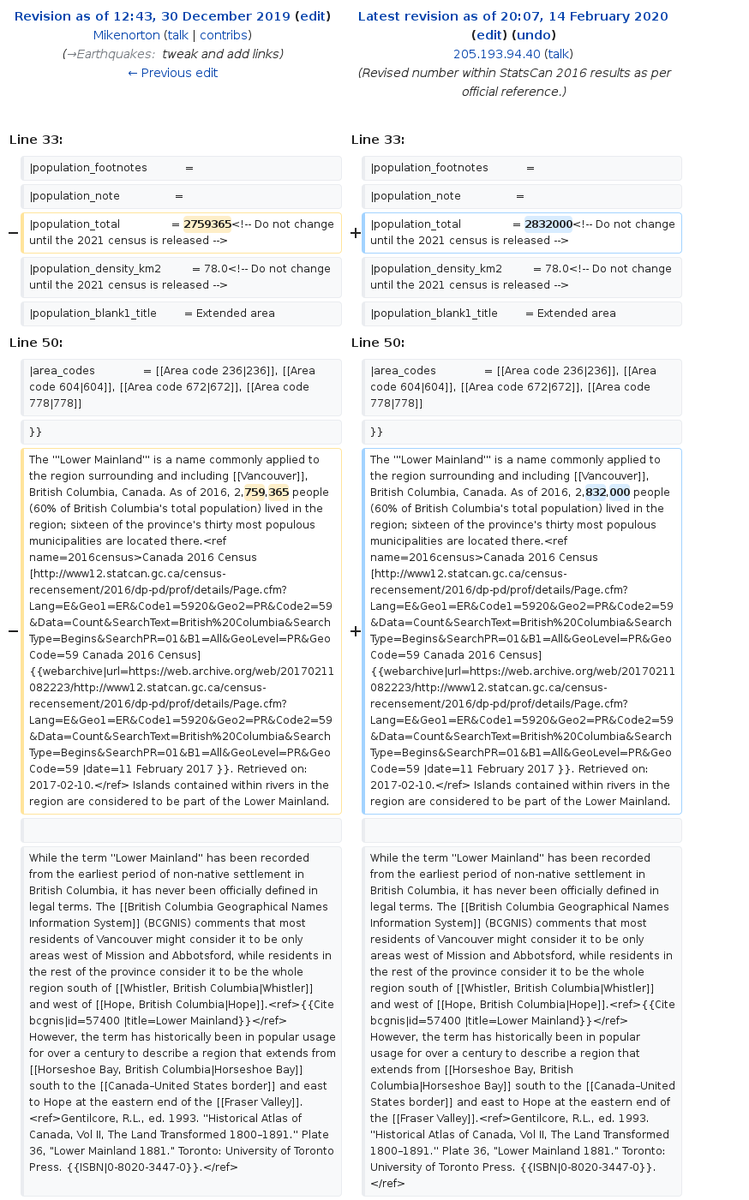 Revision as of 12:43, 30 December 2019 (edit)
Mikenorton (talk | contribs)
(→Earthquakes: tweak and add links)
← Previous edit
Latest revision as of 20:07, 14 February 2020
(edit) (undo)
205.193.94.40 (talk)
(Revised number within StatsCan 2016 results as per
official reference.)
Line 33:
Line 33:
|population_footnotes =
|population_footnotes =
|population_note =
|population_note =
− |population_total = 2759365<!-- Do not change
until the 2021 census is released -->
+ |population_total = 2832000<!-- Do not change
until the 2021 census is released -->
|population_density_km2 = 78.0<!-- Do not change
until the 2021 census is released -->
|population_density_km2 = 78.0<!-- Do not change
until the 2021 census is released -->
|population_blank1_title = Extended area
|population_blank1_title = Extended area
Line 50:
Line 50:
|area_codes = [[Area code 236|236]], [[Area
code 604|604]], [[Area code 672|672]], [[Area code
778|778]]
|area_codes = [[Area code 236|236]], [[Area
code 604|604]], [[Area code 672|672]], [[Area code
778|778]]
}}
}}
−
The '''Lower Mainland''' is a name commonly applied to
the region surrounding and including [[Vancouver]],
British Columbia, Canada. As of 2016, 2,759,365 people
(60% of British Columbia's total population) lived in the
region; sixteen of the province's thirty most populous
municipalities are located there.<ref
name=2016census>Canada 2016 Census
[http://www12.statcan.gc.ca/census-
recensement/2016/dp-pd/prof/details/Page.cfm?
Lang=E&Geo1=ER&Code1=5920&Geo2=PR&Code2=59
&Data=Count&SearchText=British%20Columbia&Search
Type=Begins&SearchPR=01&B1=All&GeoLevel=PR&Geo
Code=59 Canada 2016 Census]
{{webarchive|url=https://web.archive.org/web/20170211
082223/http://www12.statcan.gc.ca/census-
recensement/2016/dp-pd/prof/details/Page.cfm?
Lang=E&Geo1=ER&Code1=5920&Geo2=PR&Code2=59
&Data=Count&SearchText=British%20Columbia&Search
Type=Begins&SearchPR=01&B1=All&GeoLevel=PR&Geo
Code=59 |date=11 February 2017 }}. Retrieved on:
2017-02-10.</ref> Islands contained within rivers in the
region are considered to be part of the Lower Mainland.
+
The '''Lower Mainland''' is a name commonly applied to
the region surrounding and including [[Vancouver]],
British Columbia, Canada. As of 2016, 2,832,000 people
(60% of British Columbia's total population) lived in the
region; sixteen of the province's thirty most populous
municipalities are located there.<ref
name=2016census>Canada 2016 Census
[http://www12.statcan.gc.ca/census-
recensement/2016/dp-pd/prof/details/Page.cfm?
Lang=E&Geo1=ER&Code1=5920&Geo2=PR&Code2=59
&Data=Count&SearchText=British%20Columbia&Search
Type=Begins&SearchPR=01&B1=All&GeoLevel=PR&Geo
Code=59 Canada 2016 Census]
{{webarchive|url=https://web.archive.org/web/20170211
082223/http://www12.statcan.gc.ca/census-
recensement/2016/dp-pd/prof/details/Page.cfm?
Lang=E&Geo1=ER&Code1=5920&Geo2=PR&Code2=59
&Data=Count&SearchText=British%20Columbia&Search
Type=Begins&SearchPR=01&B1=All&GeoLevel=PR&Geo
Code=59 |date=11 February 2017 }}. Retrieved on:
2017-02-10.</ref> Islands contained within rivers in the
region are considered to be part of the Lower Mainland.
While the term "Lower Mainland" has been recorded
from the earliest period of non-native settlement in
British Columbia, it has never been officially defined in
legal terms. The [[British Columbia Geographical Names
Information System]] (BCGNIS) comments that most
residents of Vancouver might consider it to be only
areas west of Mission and Abbotsford, while residents in
the rest of the province consider it to be the whole
region south of [[Whistler, British Columbia|Whistler]]
and west of [[Hope, British Columbia|Hope]].<ref>{{Cite
bcgnis|id=57400 |title=Lower Mainland}}</ref>
However, the term has historically been in popular usage
for over a century to describe a region that extends from
[[Horseshoe Bay, British Columbia|Horseshoe Bay]]
south to the [[Canada–United States border]] and east
to Hope at the eastern end of the [[Fraser Valley]].
<ref>Gentilcore, R.L., ed. 1993. "Historical Atlas of
Canada, Vol II, The Land Transformed 1800–1891." Plate
36, "Lower Mainland 1881." Toronto: University of Toronto
Press. {{ISBN|0-8020-3447-0}}.</ref>
While the term "Lower Mainland" has been recorded
from the earliest period of non-native settlement in
British Columbia, it has never been officially defined in
legal terms. The [[British Columbia Geographical Names
Information System]] (BCGNIS) comments that most
residents of Vancouver might consider it to be only
areas west of Mission and Abbotsford, while residents in
the rest of the province consider it to be the whole
region south of [[Whistler, British Columbia|Whistler]]
and west of [[Hope, British Columbia|Hope]].<ref>{{Cite
bcgnis|id=57400 |title=Lower Mainland}}</ref>
However, the term has historically been in popular
usage for over a century to describe a region that
extends from [[Horseshoe Bay, British
Columbia|Horseshoe Bay]] south to the [[Canada–United
States border]] and east to Hope at the eastern end of
the [[Fraser Valley]].<ref>Gentilcore, R.L., ed. 1993.
"Historical Atlas of Canada, Vol II, The Land Transformed
1800–1891." Plate 36, "Lower Mainland 1881." Toronto:
University of Toronto Press. {{ISBN|0-8020-3447-0}}.
</ref>